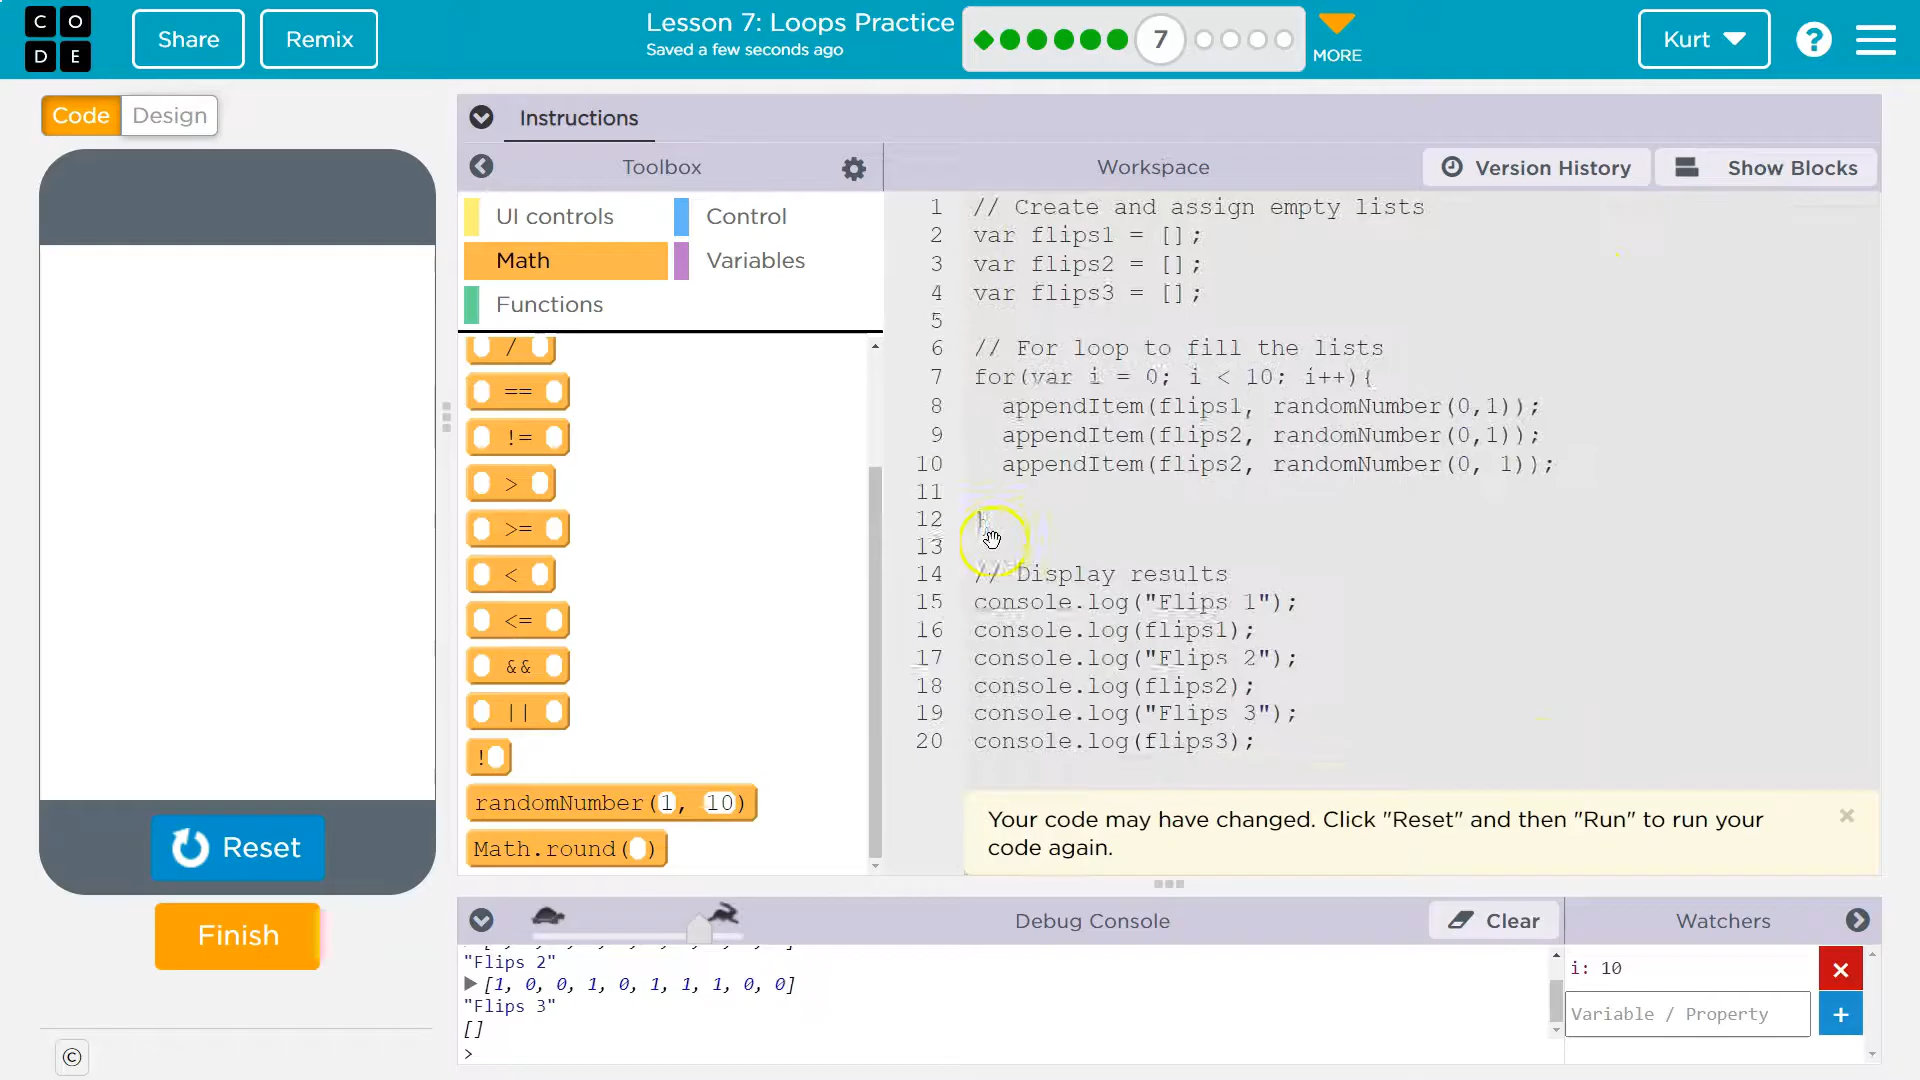 C O
D E
Share
Remix
Lesson 7: Loops Practice
Saved a few seconds ago
7
MORE
Kurt
?
Code
Design
Instructions
Toolbox
Workspace
Version History
Show Blocks
UI controls
Control
Math
Variables
Functions
/
==
!=
>
>=
<
<=
&&
||
!
randomNumber(1, 10)
Math.round( )
1 // Create and assign empty lists
2 var flips1 = [];
3 var flips2 = [];
4 var flips3 = [];
5
6 // For loop to fill the lists
7 for(var i = 0; i < 10; i++){
8 appendItem(flips1, randomNumber(0,1));
9 appendItem(flips2, randomNumber(0,1));
10 appendItem(flips2, randomNumber(0, 1));
11
12 }
13
14 // Display results
15 console.log("Flips 1");
16 console.log(flips1);
17 console.log("Flips 2");
18 console.log(flips2);
19 console.log("Flips 3");
20 console.log(flips3);
Your code may have changed. Click "Reset" and then "Run" to run your
code again.
Reset
Finish
Debug Console
Clear
Watchers
"Flips 2"
[1, 0, 0, 1, 0, 1, 1, 1, 0, 0]
"Flips 3"
[]
>
i: 10
Variable / Property
©